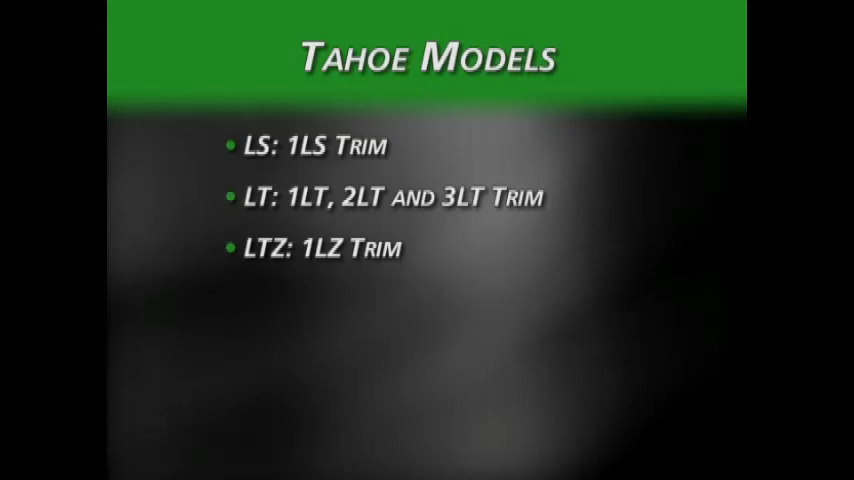 TAHOE MODELS
• LS: 1LS TRIM
• LT: 1LT, 2LT AND 3LT TRIM
• LTZ: 1LZ TRIM